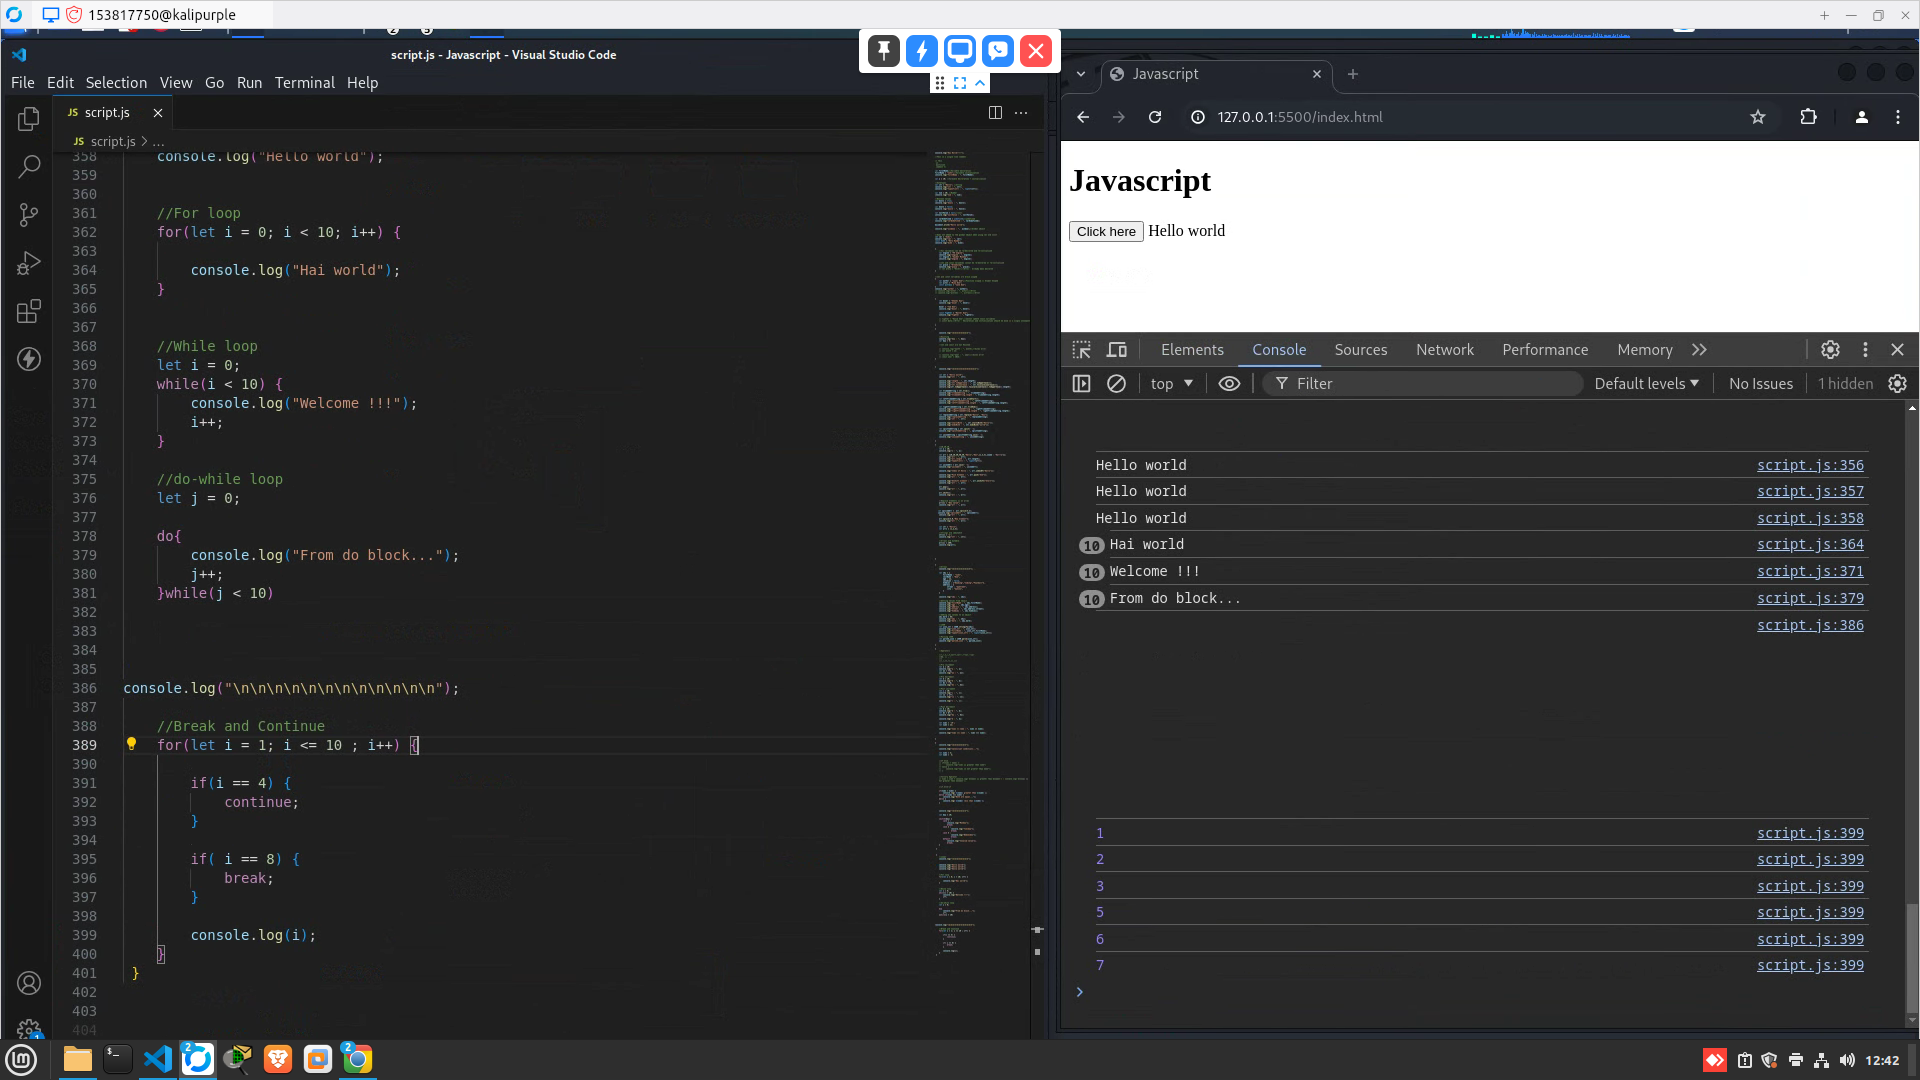 153817750@kalipurple
script.js - Javascript - Visual Studio Code
File Edit Selection View Go Run Terminal Help
JS script.js
JS script.js > ...
358 console.log("Hello world");
359
360
361 //For loop
362 for(let i = 0; i < 10; i++) {
363
364 console.log("Hai world");
365 }
366
367
368 //While loop
369 let i = 0;
370 while(i < 10) {
371 console.log("Welcome !!!");
372 i++;
373 }
374
375 //do-while loop
376 let j = 0;
377
378 do{
379 console.log("From do block...");
380 j++;
381 }while(j < 10)
382
383
384
385
386 console.log("\n\n\n\n\n\n\n\n\n\n\n\n");
387
388 //Break and Continue
389 for(let i = 1; i <= 10 ; i++) {
390
391 if(i == 4) {
392 continue;
393 }
394
395 if( i == 8) {
396 break;
397 }
398
399 console.log(i);
400 }
401 }
402
403
404
Javascript
127.0.0.1:5500/index.html
Javascript
Click here Hello world
Elements Console Sources Network Performance Memory
top Filter Default levels No Issues 1 hidden
Hello world script.js:356
Hello world script.js:357
Hello world script.js:358
10 Hai world script.js:364
10 Welcome !!! script.js:371
10 From do block... script.js:379
script.js:386
1 script.js:399
2 script.js:399
3 script.js:399
5 script.js:399
6 script.js:399
7 script.js:399
2
2
12:42